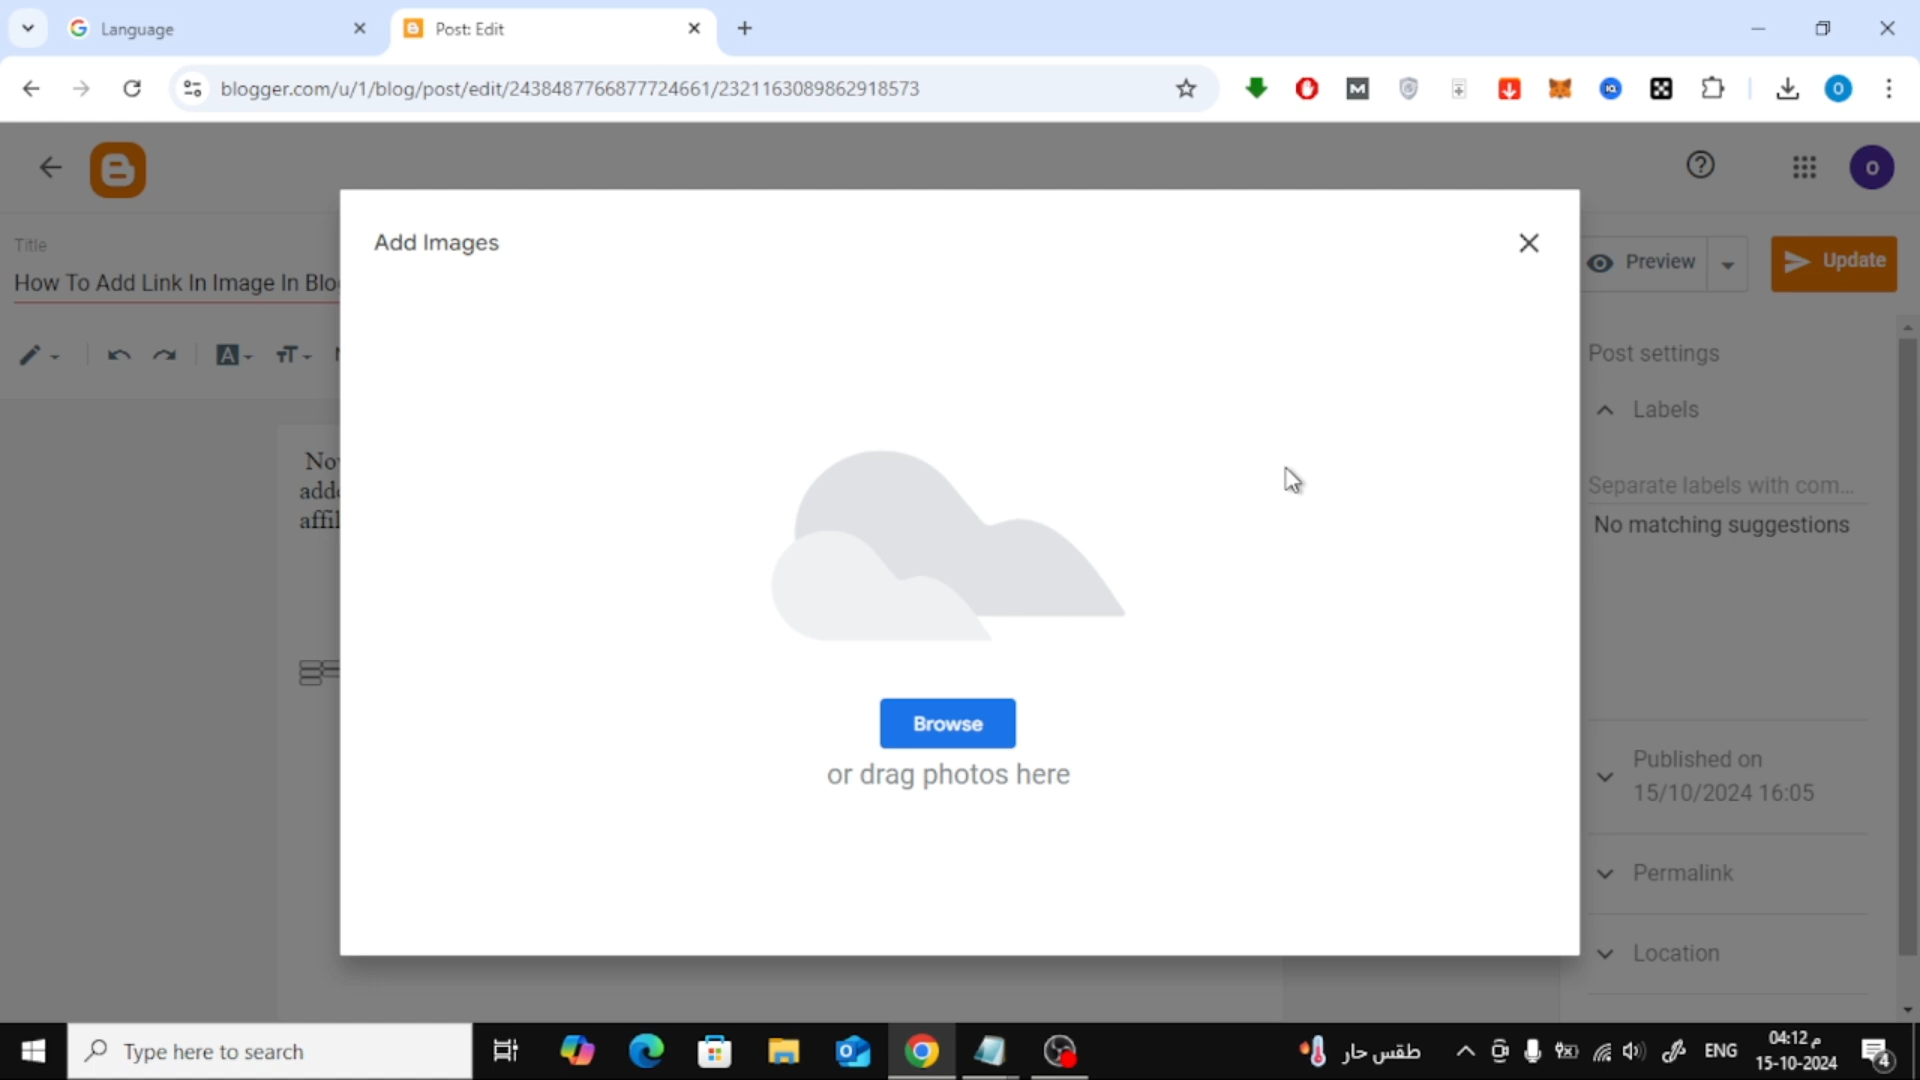 Language
Post: Edit
blogger.com/u/1/blog/post/edit/2438487766877724661/2321163089862918573
Title
How To Add Link In Image In Blo
Preview
Update
Add Images
Post settings
Labels
Separate labels with com...
No matching suggestions
adde
affil
Browse
or drag photos here
Published on
15/10/2024 16:05
Permalink
Location
Type here to search
طقس حار
ENG
04:12 م
15-10-2024
4